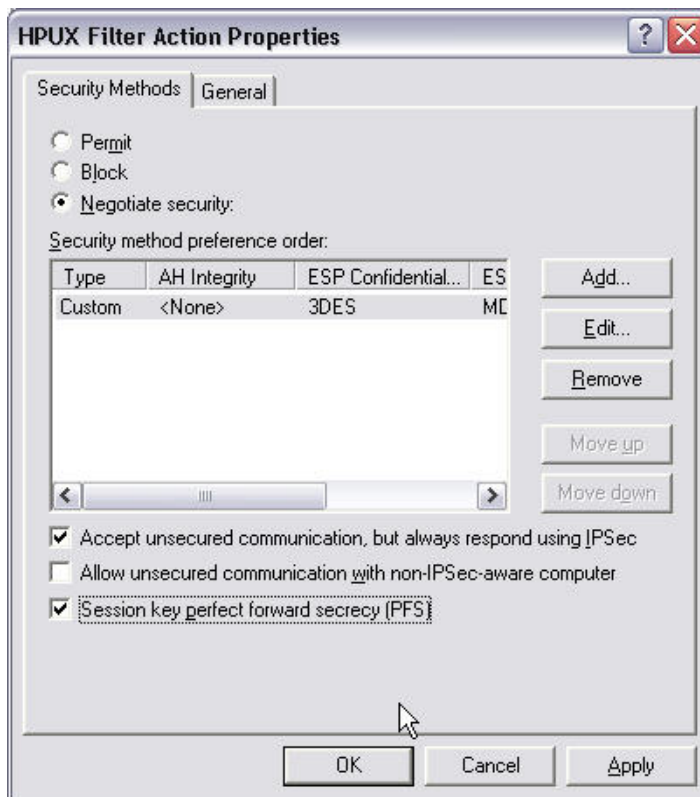 HPUX Filter Action Properties
Security Methods General
Permit
Block
Negotiate security:
Security method preference order:
Type AH Integrity ESP Confidential... ES
Custom <None> 3DES MD
Add...
Edit...
Remove
Move up
Move down
Accept unsecured communication, but always respond using IPSec
Allow unsecured communication with non-IPSec-aware computer
Session key perfect forward secrecy (PFS)
OK Cancel Apply